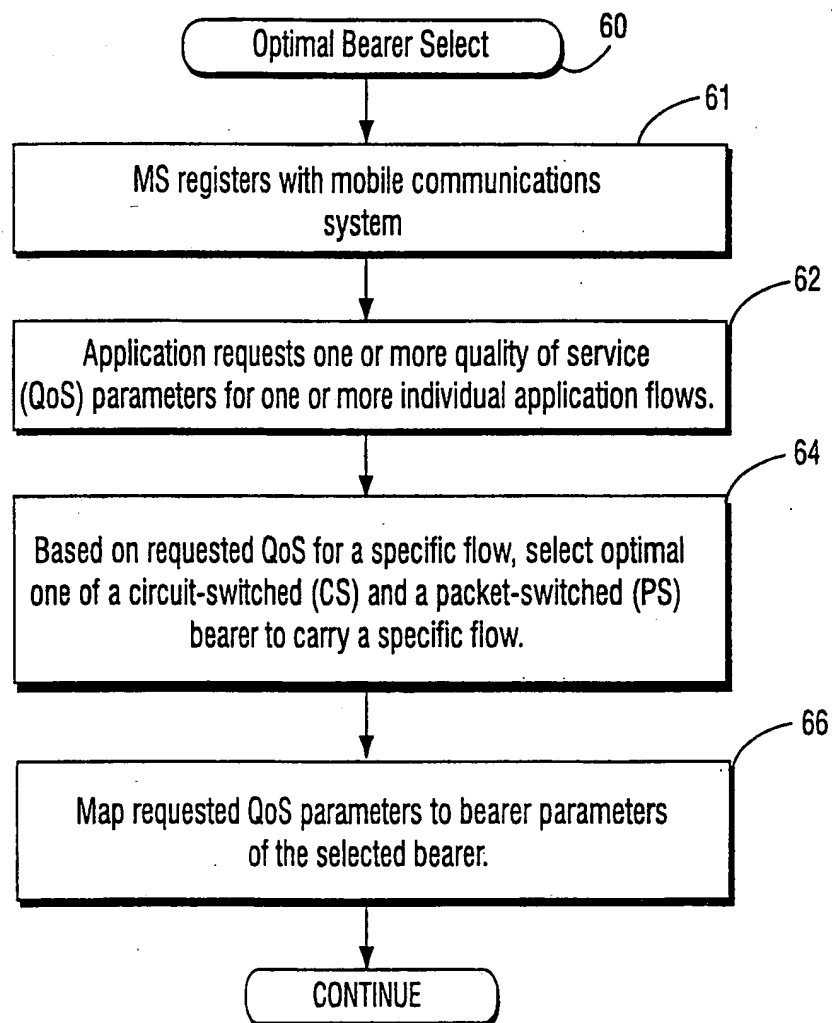 Optimal Bearer Select
60
61
MS registers with mobile communications
system
62
Application requests one or more quality of service
(QoS) parameters for one or more individual application flows.
64
Based on requested QoS for a specific flow, select optimal
one of a circuit-switched (CS) and a packet-switched (PS)
bearer to carry a specific flow.
66
Map requested QoS parameters to bearer parameters
of the selected bearer.
CONTINUE